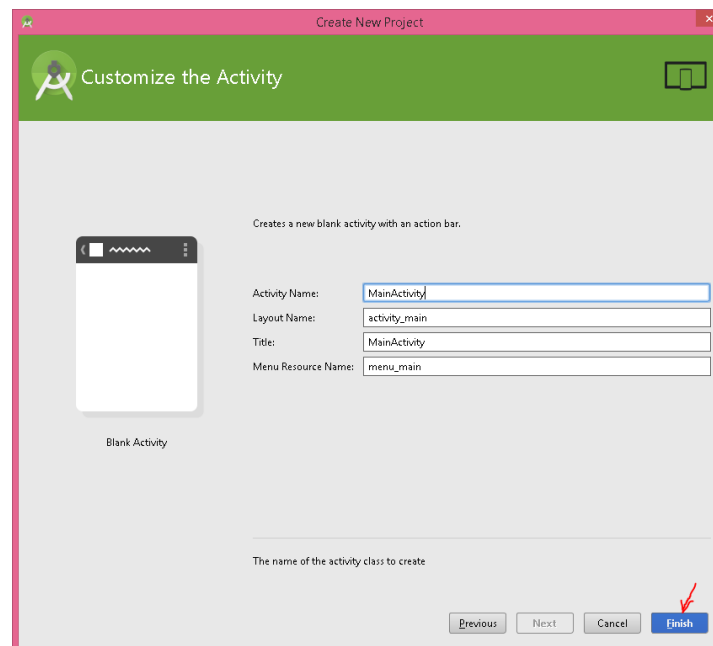 Create New Project
Customize the Activity
Creates a new blank activity with an action bar.
Activity Name: MainActivity
Layout Name: activity_main
Title: MainActivity
Menu Resource Name: menu_main
Blank Activity
The name of the activity class to create
Previous Next Cancel Finish